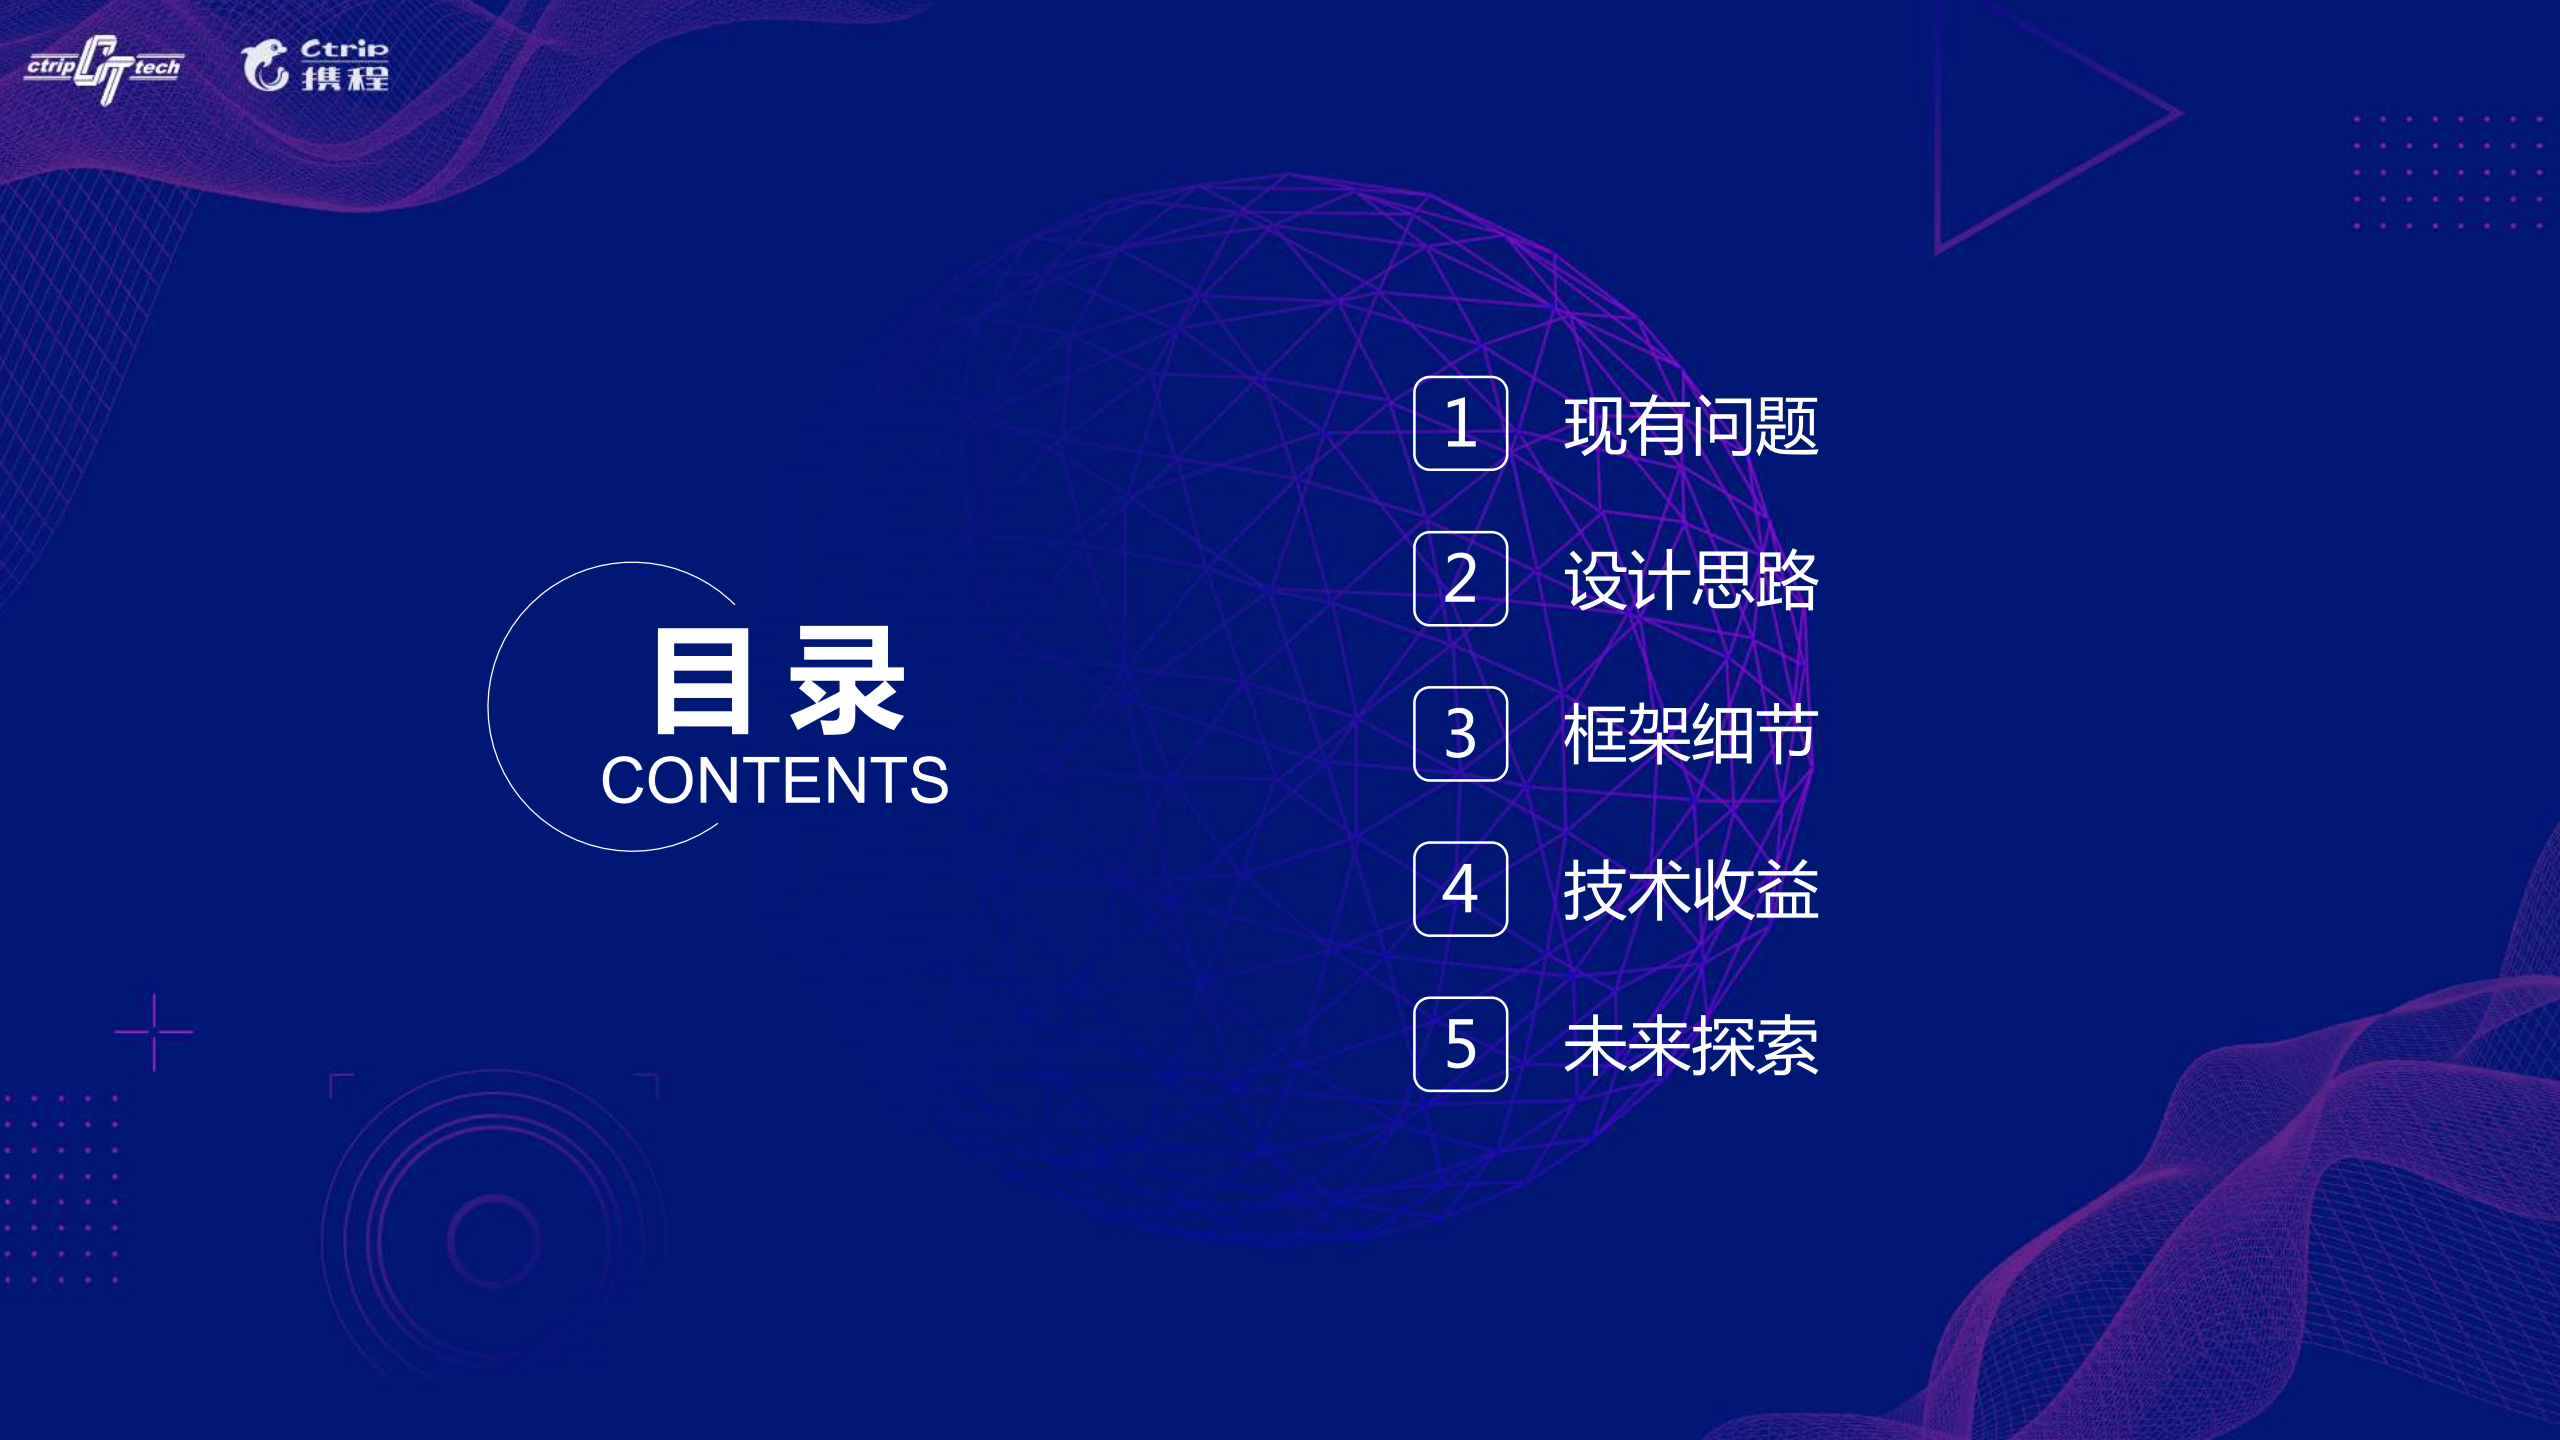 ctrip tech
Ctrip
携程
目录
CONTENTS
1 现有问题
2 设计思路
3 框架细节
4 技术收益
5 未来探索